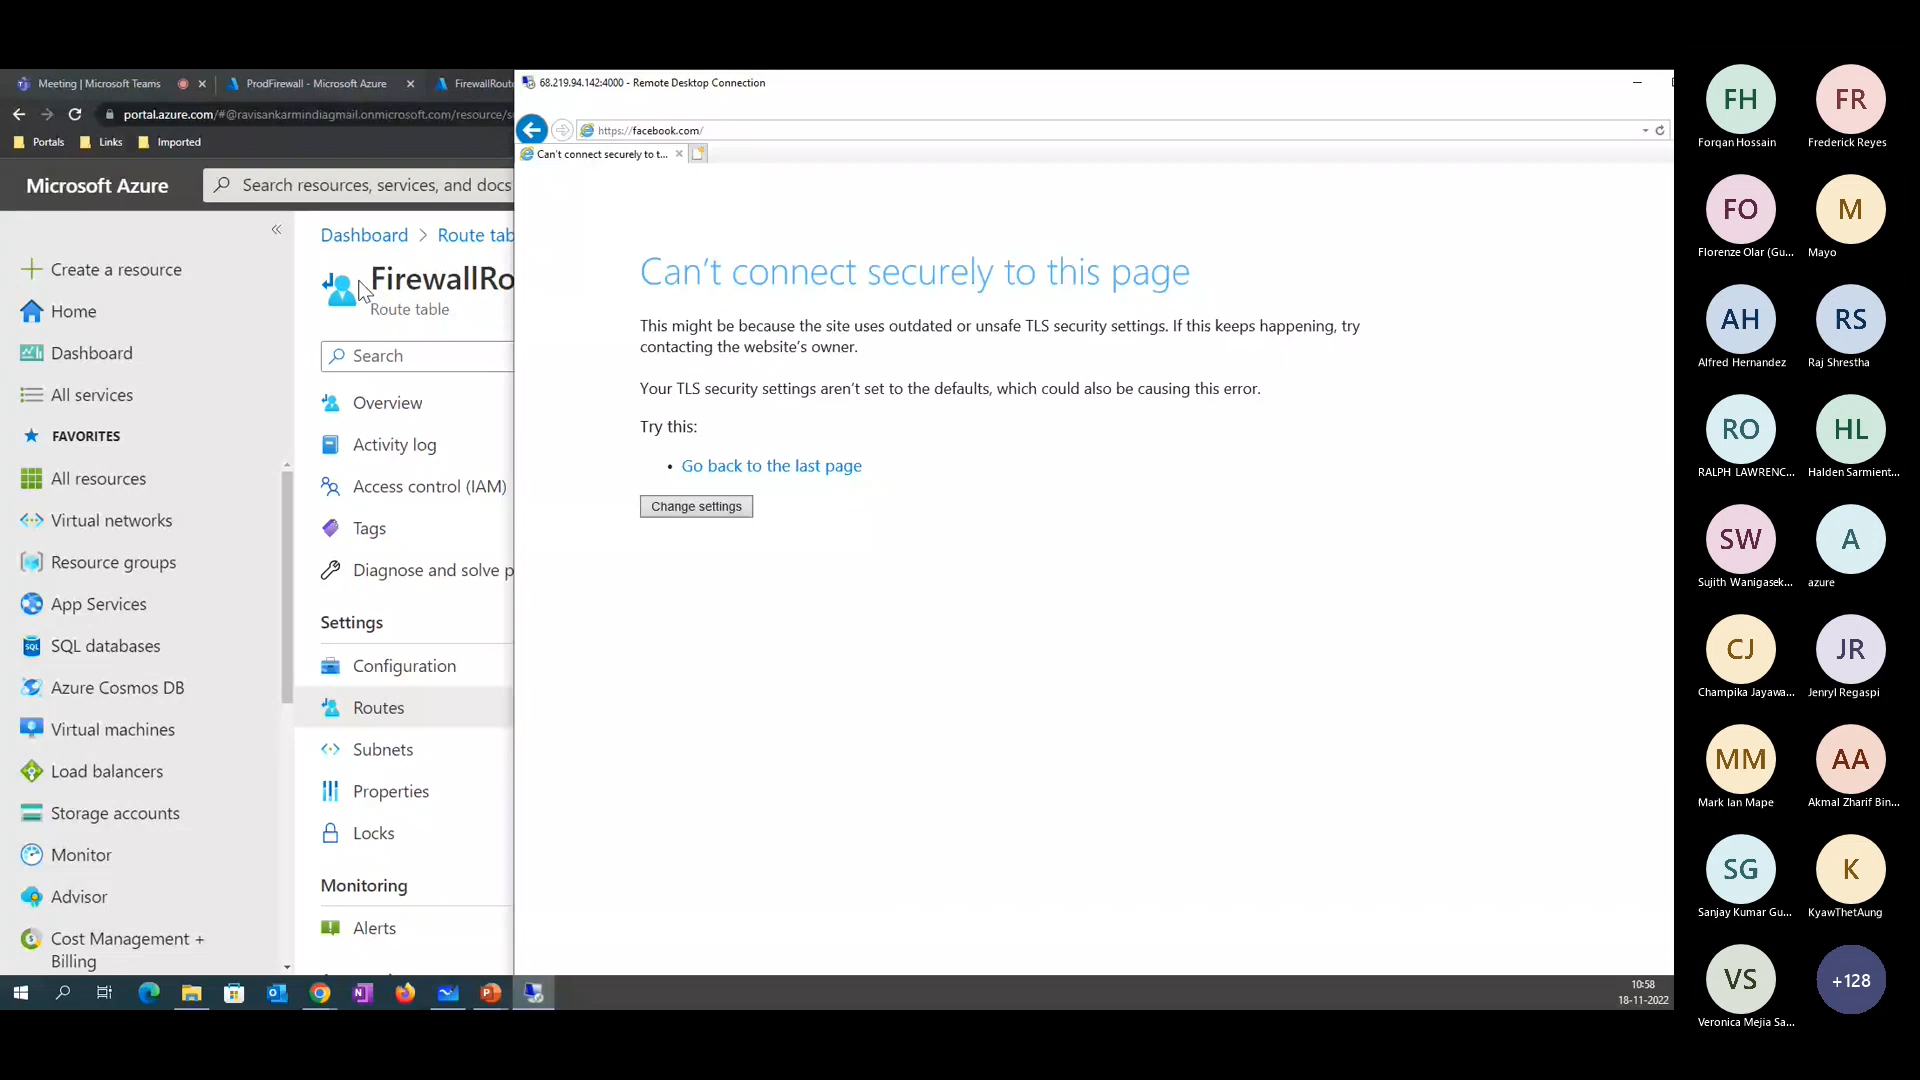 Meeting | Microsoft Teams
ProdFirewall - Microsoft Azure
FirewallRout
portal.azure.com/#@ravisankarmindiagmail.onmicrosoft.com/resource/s
Portals
Links
Imported
Microsoft Azure
Search resources, services, and docs
Create a resource
Home
Dashboard
All services
FAVORITES
All resources
Virtual networks
Resource groups
App Services
SQL databases
Azure Cosmos DB
Virtual machines
Load balancers
Storage accounts
Monitor
Advisor
Cost Management +
Billing
Dashboard > Route tab
FirewallRo
Route table
Search
Overview
Activity log
Access control (IAM)
Tags
Diagnose and solve p
Settings
Configuration
Routes
Subnets
Properties
Locks
Monitoring
Alerts
68.219.94.142:4000 - Remote Desktop Connection
https://facebook.com/
Can't connect securely to t...
Can't connect securely to this page
This might be because the site uses outdated or unsafe TLS security settings. If this keeps happening, try
contacting the website's owner.
Your TLS security settings aren't set to the defaults, which could also be causing this error.
Try this:
• Go back to the last page
Change settings
10:58
18-11-2022
FH
Forqan Hossain
FR
Frederick Reyes
FO
Florenze Olar (Gu...
M
Mayo
AH
Alfred Hernandez
RS
Raj Shrestha
RO
RALPH LAWRENC...
HL
Halden Sarmient...
SW
Sujith Wanigasek...
A
azure
CJ
Champika Jayawa...
JR
Jenryl Regaspi
MM
Mark Ian Mape
AA
Akmal Zharif Bin...
SG
Sanjay Kumar Gu...
K
KyawThetAung
VS
Veronica Mejia Sa...
+128